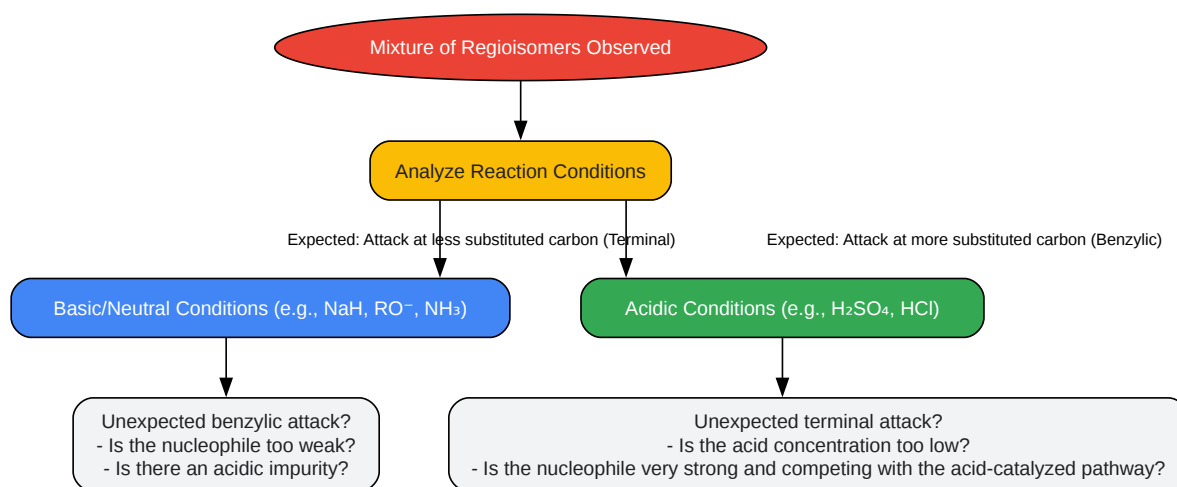 Mixture of Regioisomers Observed
Analyze Reaction Conditions
Expected: Attack at less substituted carbon (Terminal)
Expected: Attack at more substituted carbon (Benzylic)
Basic/Neutral Conditions (e.g., NaH, RO⁻, NH₃)
Acidic Conditions (e.g., H₂SO₄, HCl)
Unexpected benzylic attack?
- Is the nucleophile too weak?
- Is there an acidic impurity?
Unexpected terminal attack?
- Is the acid concentration too low?
- Is the nucleophile very strong and competing with the acid-catalyzed pathway?